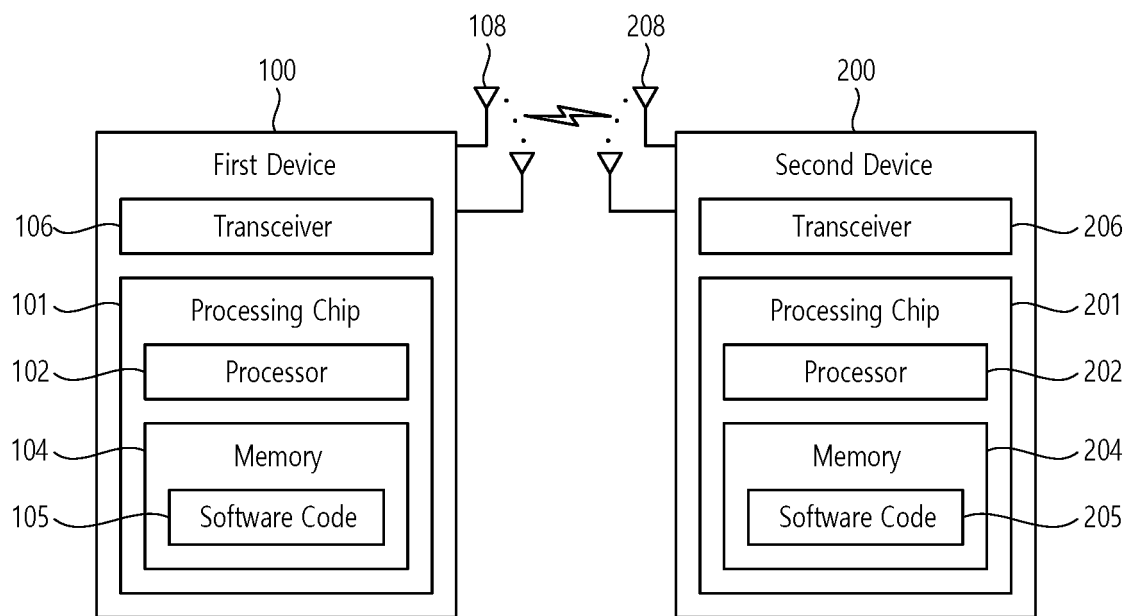 108
208
100
200
First Device
Second Device
106
Transceiver
Transceiver
206
101
Processing Chip
Processing Chip
201
102
Processor
Processor
202
104
Memory
Memory
204
105
Software Code
Software Code
205